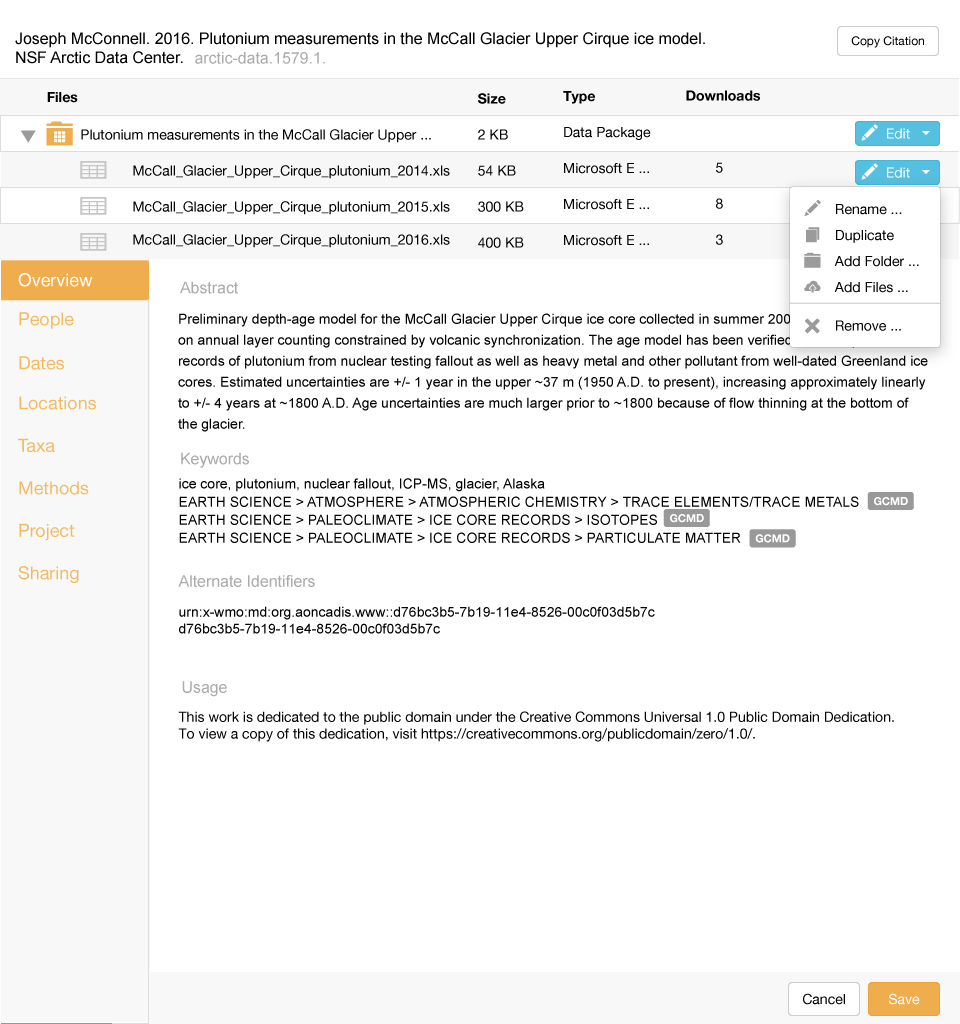 Joseph McConnell. 2016. Plutonium measurements in the McCall Glacier Upper Cirque ice model.
NSF Arctic Data Center. arctic-data.1579.1.
Copy Citation
Files Size Type Downloads
Plutonium measurements in the McCall Glacier Upper ... 2 KB Data Package Edit
McCall_Glacier_Upper_Cirque_plutonium_2014.xls 54 KB Microsoft E ... 5 Edit
McCall_Glacier_Upper_Cirque_plutonium_2015.xls 300 KB Microsoft E ... 8
McCall_Glacier_Upper_Cirque_plutonium_2016.xls 400 KB Microsoft E ... 3
Rename ...
Duplicate
Add Folder ...
Add Files ...
Remove ...
Overview
People
Dates
Locations
Taxa
Methods
Project
Sharing
Abstract
Preliminary depth-age model for the McCall Glacier Upper Cirque ice core collected in summer
on annual layer counting constrained by volcanic synchronization. The age model has been
records of plutonium from nuclear testing fallout as well as heavy metal and other pollutant from well-dated Greenland ice
cores. Estimated uncertainties are +/- 1 year in the upper ~37 m (1950 A.D. to present), increasing approximately linearly
to +/- 4 years at ~1800 A.D. Age uncertainties are much larger prior to ~1800 because of flow thinning at the bottom of
the glacier.
Keywords
ice core, plutonium, nuclear fallout, ICP-MS, glacier, Alaska
EARTH SCIENCE > ATMOSPHERE > ATMOSPHERIC CHEMISTRY > TRACE ELEMENTS/TRACE METALS GCMD
EARTH SCIENCE > PALEOCLIMATE > ICE CORE RECORDS > ISOTOPES GCMD
EARTH SCIENCE > PALEOCLIMATE > ICE CORE RECORDS > PARTICULATE MATTER GCMD
Alternate Identifiers
urn:x-wmo:md:org.aoncadis.www::d76bc3b5-7b19-11e4-8526-00c0f03d5b7c
d76bc3b5-7b19-11e4-8526-00c0f03d5b7c
Usage
This work is dedicated to the public domain under the Creative Commons Universal 1.0 Public Domain Dedication.
To view a copy of this dedication, visit https://creativecommons.org/publicdomain/zero/1.0/.
Cancel
Save